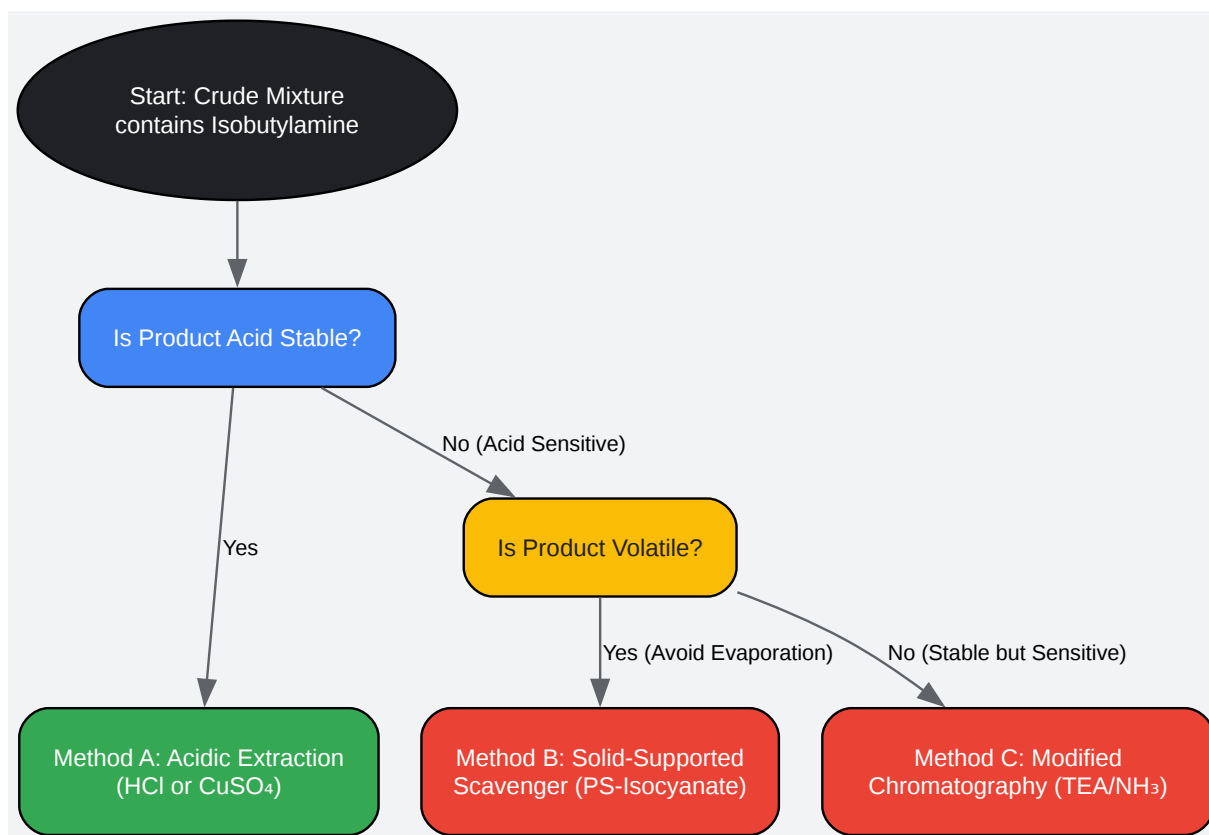 Start: Crude Mixture
contains Isobutylamine
Is Product Acid Stable?
No (Acid Sensitive)
Yes
Is Product Volatile?
Yes (Avoid Evaporation)
No (Stable but Sensitive)
Method A: Acidic Extraction
(HCl or CuSO₄)
Method B: Solid-Supported
Scavenger (PS-Isocyanate)
Method C: Modified
Chromatography (TEA/NH₃)